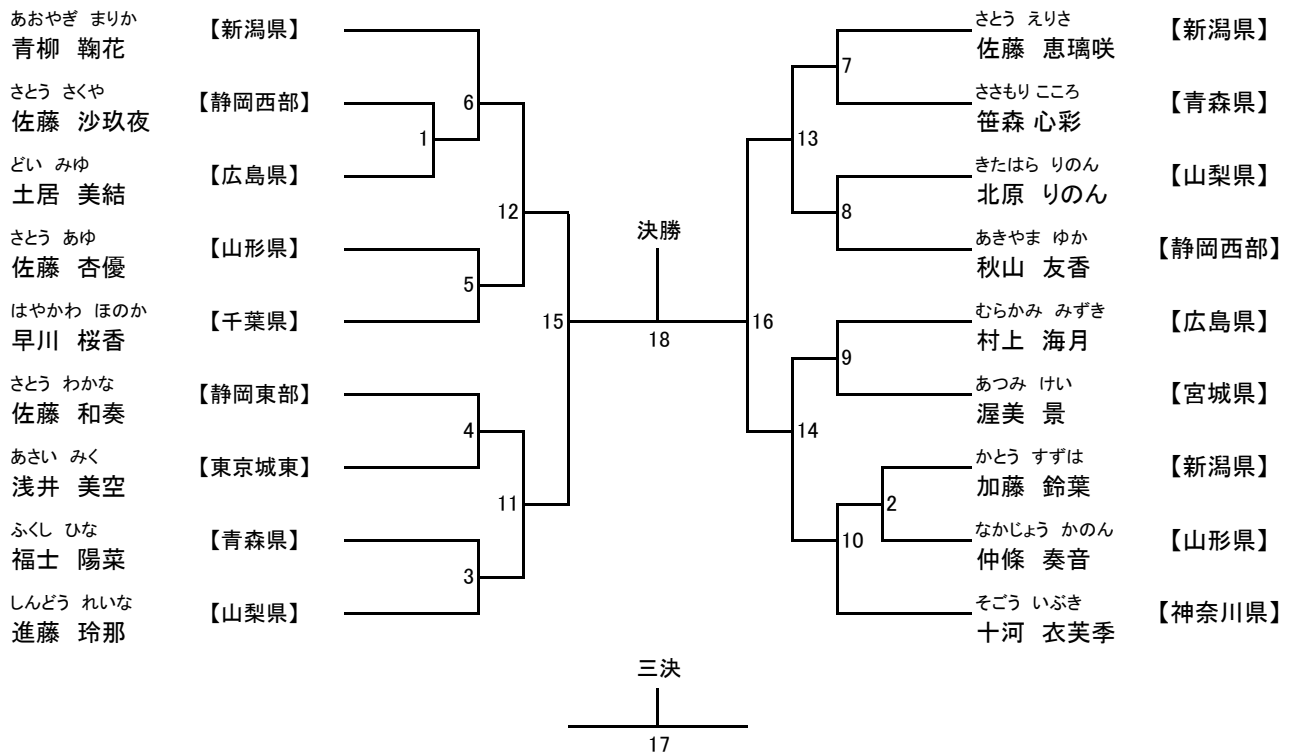 あおやぎ まりか
青柳 鞠花 【新潟県】
さとう さくや
佐藤 沙玖夜 【静岡西部】
どい みゆ
土居 美結 【広島県】
さとう あゆ
佐藤 杏優 【山形県】
はやかわ ほのか
早川 桜香 【千葉県】
さとう わかな
佐藤 和奏 【静岡東部】
あさい みく
浅井 美空 【東京城東】
ふくし ひな
福士 陽菜 【青森県】
しんどう れいな
進藤 玲那 【山梨県】
6
1
12
5
15
4
11
3
決勝
18
三決
17
7
13
8
16
9
14
2
10
さとう えりさ
佐藤 恵璃咲 【新潟県】
ささもり こころ
笹森 心彩 【青森県】
きたはら りのん
北原 りのん 【山梨県】
あきやま ゆか
秋山 友香 【静岡西部】
むらかみ みずき
村上 海月 【広島県】
あつみ けい
渥美 景 【宮城県】
かとう すずは
加藤 鈴葉 【新潟県】
なかじょう かのん
仲條 奏音 【山形県】
そごう いぶき
十河 衣芙季 【神奈川県】